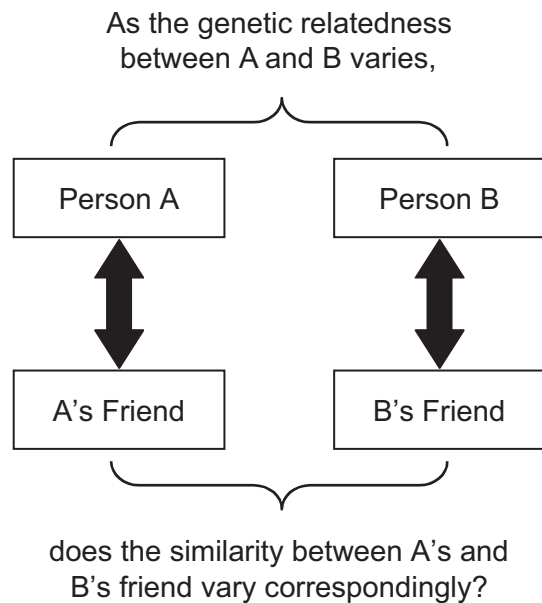 As the genetic relatedness
between A and B varies,
Person A
Person B
A’s Friend
B’s Friend
does the similarity between A’s and
B’s friend vary correspondingly?